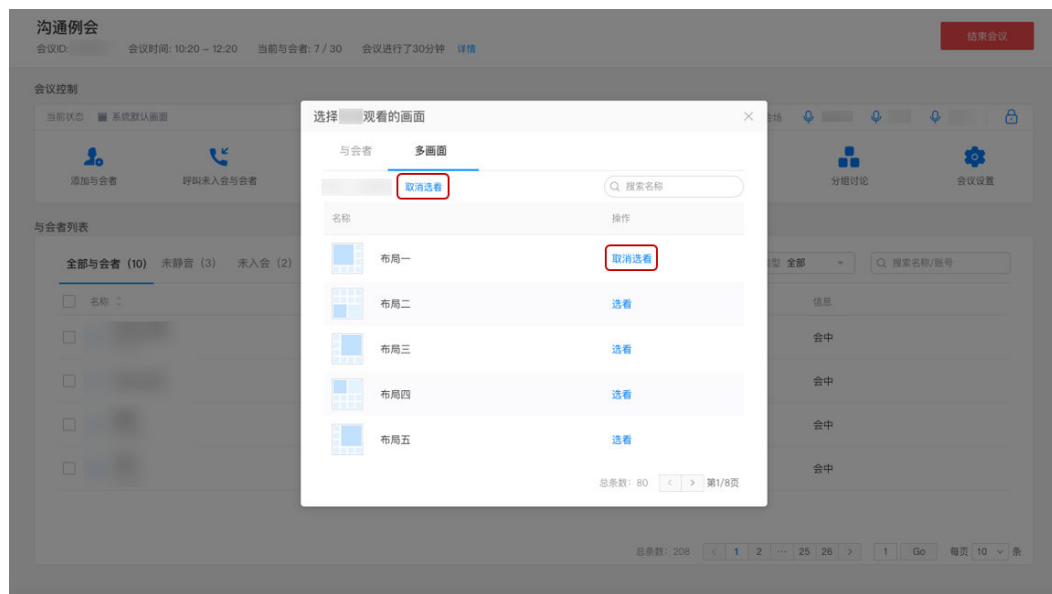 沟通例会
会议ID: 会议时间: 10:20 – 12:20 当前与会者: 7 / 30 会议进行了30分钟 详情
结束会议
会议控制
当前状态 系统默认画面
添加与会者 呼叫未入会与会者 分组讨论 会议设置
选择 观看的画面
与会者 多画面
取消选看 搜索名称
名称 操作
布局一 取消选看
布局二 选看
布局三 选看
布局四 选看
布局五 选看
总条数: 80 < > 第1/8页
与会者列表
全部与会者 (10) 未静音 (3) 未入会 (2) 型 全部 搜索名称/账号
名称 信息
会中
会中
会中
会中
总条数: 208 < 1 2 ··· 25 26 > 1 Go 每页 10 条